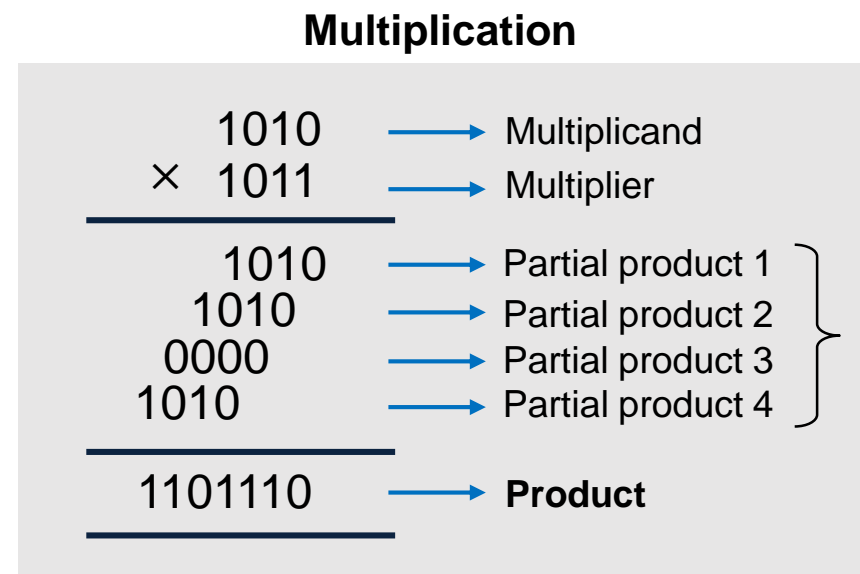 Multiplication
1010 Multiplicand
× 1011 Multiplier
1010 Partial product 1
1010 Partial product 2
0000 Partial product 3
1010 Partial product 4
1101110 Product